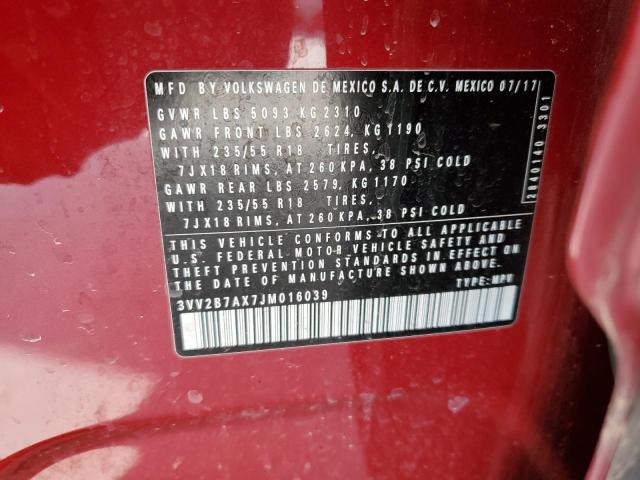 MFD BY VOLKSWAGEN DE MEXICO S.A. DE C.V. MEXICO 07/17
GVWR LBS 5093 KG 2310
GAWR FRONT LBS 2624, KG 1190
WITH 235/55 R18 TIRES,
7JX18 RIMS, AT 260 KPA, 38 PSI COLD
GAWR REAR LBS 2579, KG 1170
WITH 235/55 R18 TIRES,
7JX18 RIMS, AT 260 KPA, 38 PSI COLD
THIS VEHICLE CONFORMS TO ALL APPLICABLE
U.S. FEDERAL MOTOR VEHICLE SAFETY AND
THEFT PREVENTION STANDARDS IN EFFECT ON
THE DATE OF MANUFACTURE SHOWN ABOVE.
3VV2B7AX7JM016039 TYPE: MPV
2840140 3301